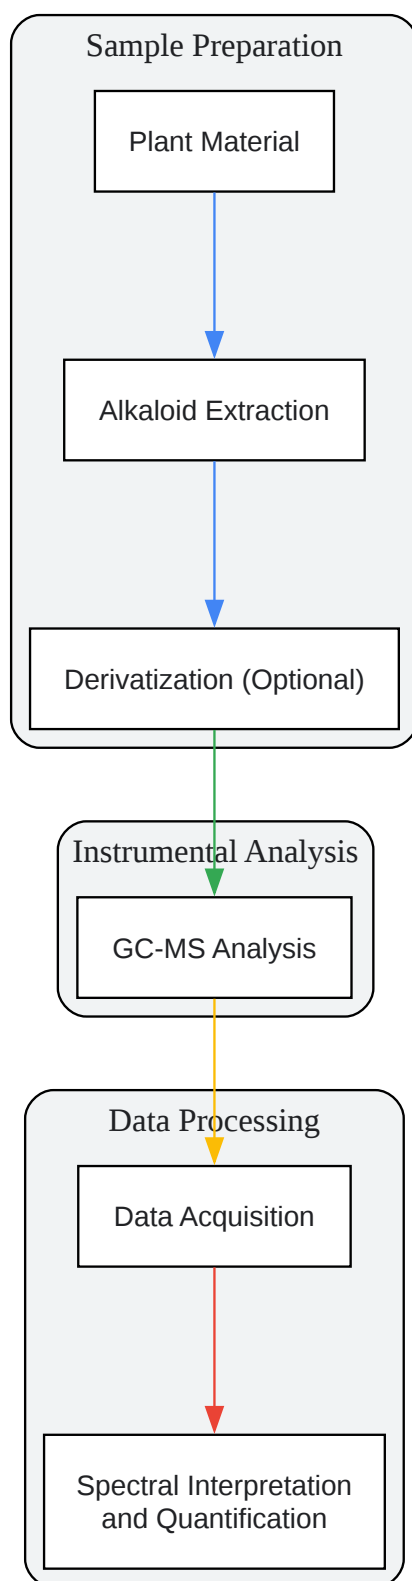 Sample Preparation
Plant Material
Alkaloid Extraction
Derivatization (Optional)
Instrumental Analysis
GC-MS Analysis
Data Processing
Data Acquisition
Spectral Interpretation
and Quantification